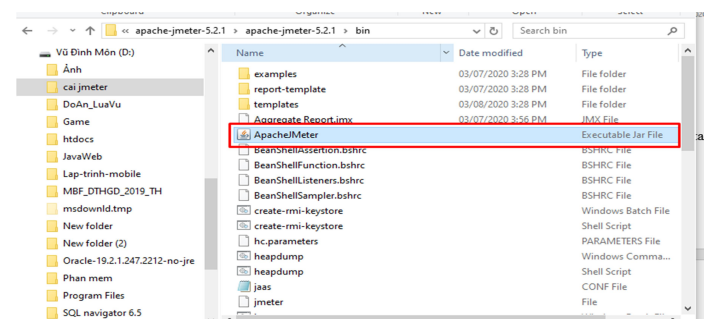 Clipboard Organize New Open Select
« apache-jmeter-5.2.1 > apache-jmeter-5.2.1 > bin
Search bin
Vũ Đình Môn (D:)
Ảnh
cai jmeter
DoAn_LuaVu
Game
htdocs
JavaWeb
Lap-trinh-mobile
MBF_DTHGD_2019_TH
msdownld.tmp
New folder
New folder (2)
Oracle-19.2.1.247.2212-no-jre
Phan mem
Program Files
SQL navigator 6.5
Name Date modified Type
examples 03/07/2020 3:28 PM File folder
report-template 03/07/2020 3:28 PM File folder
templates 03/08/2020 3:28 PM File folder
Aggregate Report.jmx 03/07/2020 3:56 PM JMX File
ApacheJMeter Executable Jar File
BeanShellAssertion.bshrc BSHRC File
BeanShellFunction.bshrc BSHRC File
BeanShellListeners.bshrc BSHRC File
BeanShellSampler.bshrc BSHRC File
create-rmi-keystore Windows Batch File
create-rmi-keystore Shell Script
hc.parameters PARAMETERS File
heapdump Windows Comma...
heapdump Shell Script
jaas CONF File
jmeter File